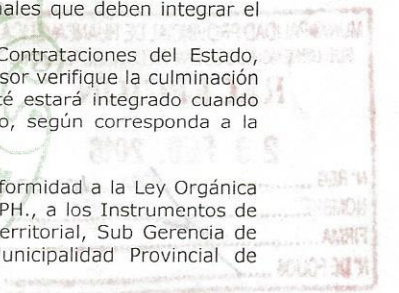 nales que deben integrar el
Contrataciones del Estado,
sor verifique la culminación
té estará integrado cuando
o, según corresponda a la
formidad a la Ley Orgánica
PH., a los Instrumentos de
erritorial, Sub Gerencia de
unicipalidad Provincial de